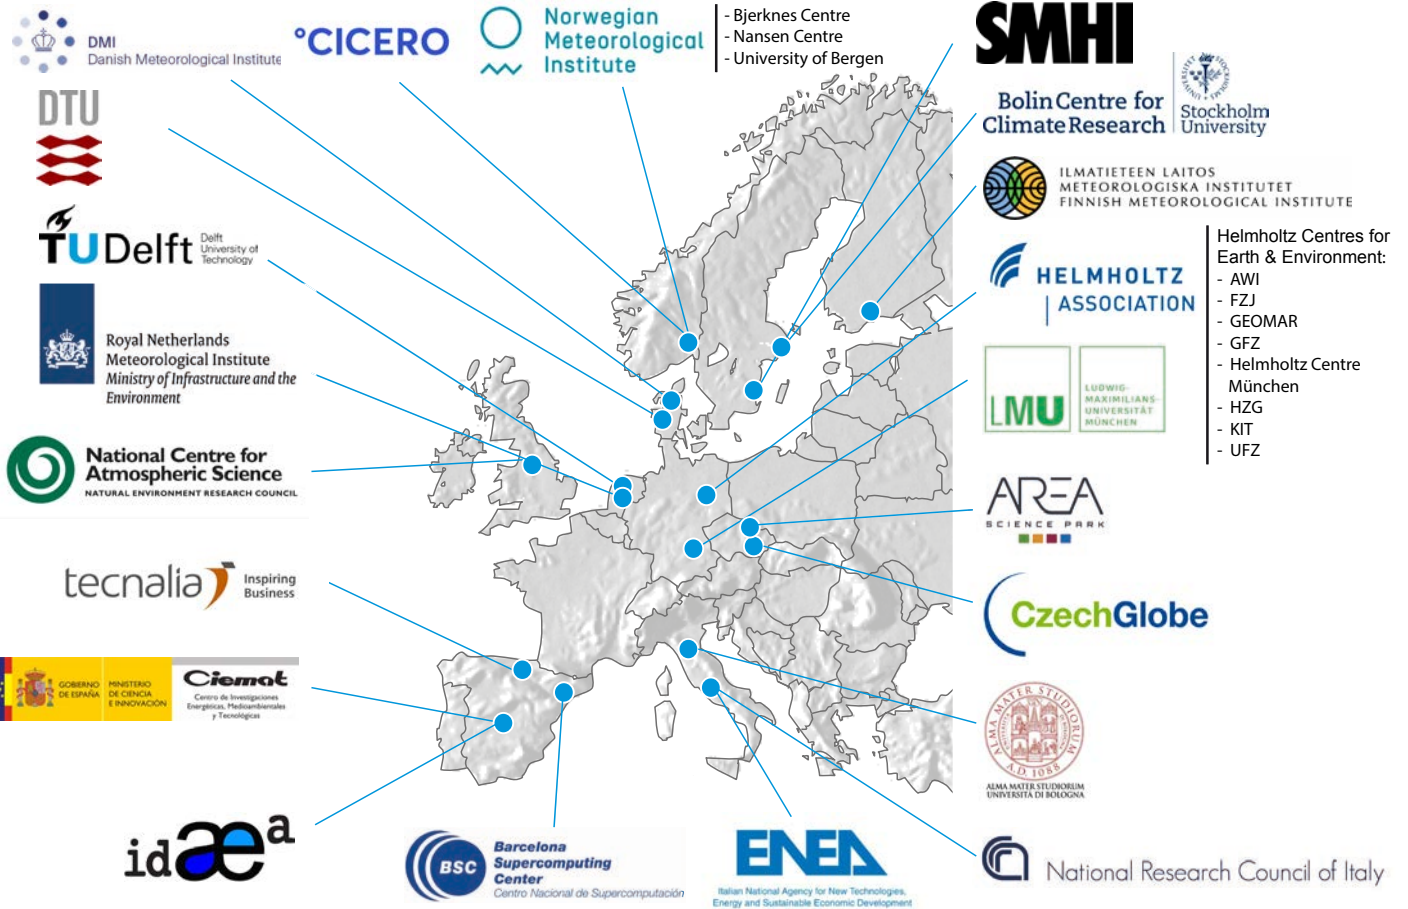 DMI
Danish Meteorological Institute
°CICERO
Norwegian
Meteorological
Institute
- Bjerknes Centre
- Nansen Centre
- University of Bergen
SMHI
Bolin Centre for
Climate Research
Stockholm
University
DTU
ILMATIETEEN LAITOS
METEOROLOGISKA INSTITUTET
FINNISH METEOROLOGICAL INSTITUTE
TUDelft
Delft
University of
Technology
HELMHOLTZ
ASSOCIATION
Helmholtz Centres for
Earth & Environment:
- AWI
- FZJ
- GEOMAR
- GFZ
- Helmholtz Centre
München
- HZG
- KIT
- UFZ
Royal Netherlands
Meteorological Institute
Ministry of Infrastructure and the
Environment
LMU
LUDWIG-
MAXIMILIANS-
UNIVERSITÄT
MÜNCHEN
National Centre for
Atmospheric Science
NATURAL ENVIRONMENT RESEARCH COUNCIL
AREA
SCIENCE PARK
tecnalia
Inspiring
Business
CzechGlobe
GOBIERNO
DE ESPAÑA
MINISTERIO
DE CIENCIA
E INNOVACIÓN
Ciemat
Centro de Investigaciones
Energéticas, Medioambientales
y Tecnológicas
ALMA MATER STUDIORUM
A.D. 1088
ALMA MATER STUDIORUM
UNIVERSITÀ DI BOLOGNA
idæa
BSC
Barcelona
Supercomputing
Center
Centro Nacional de Supercomputación
ENEA
Italian National Agency for New Technologies,
Energy and Sustainable Economic Development
National Research Council of Italy